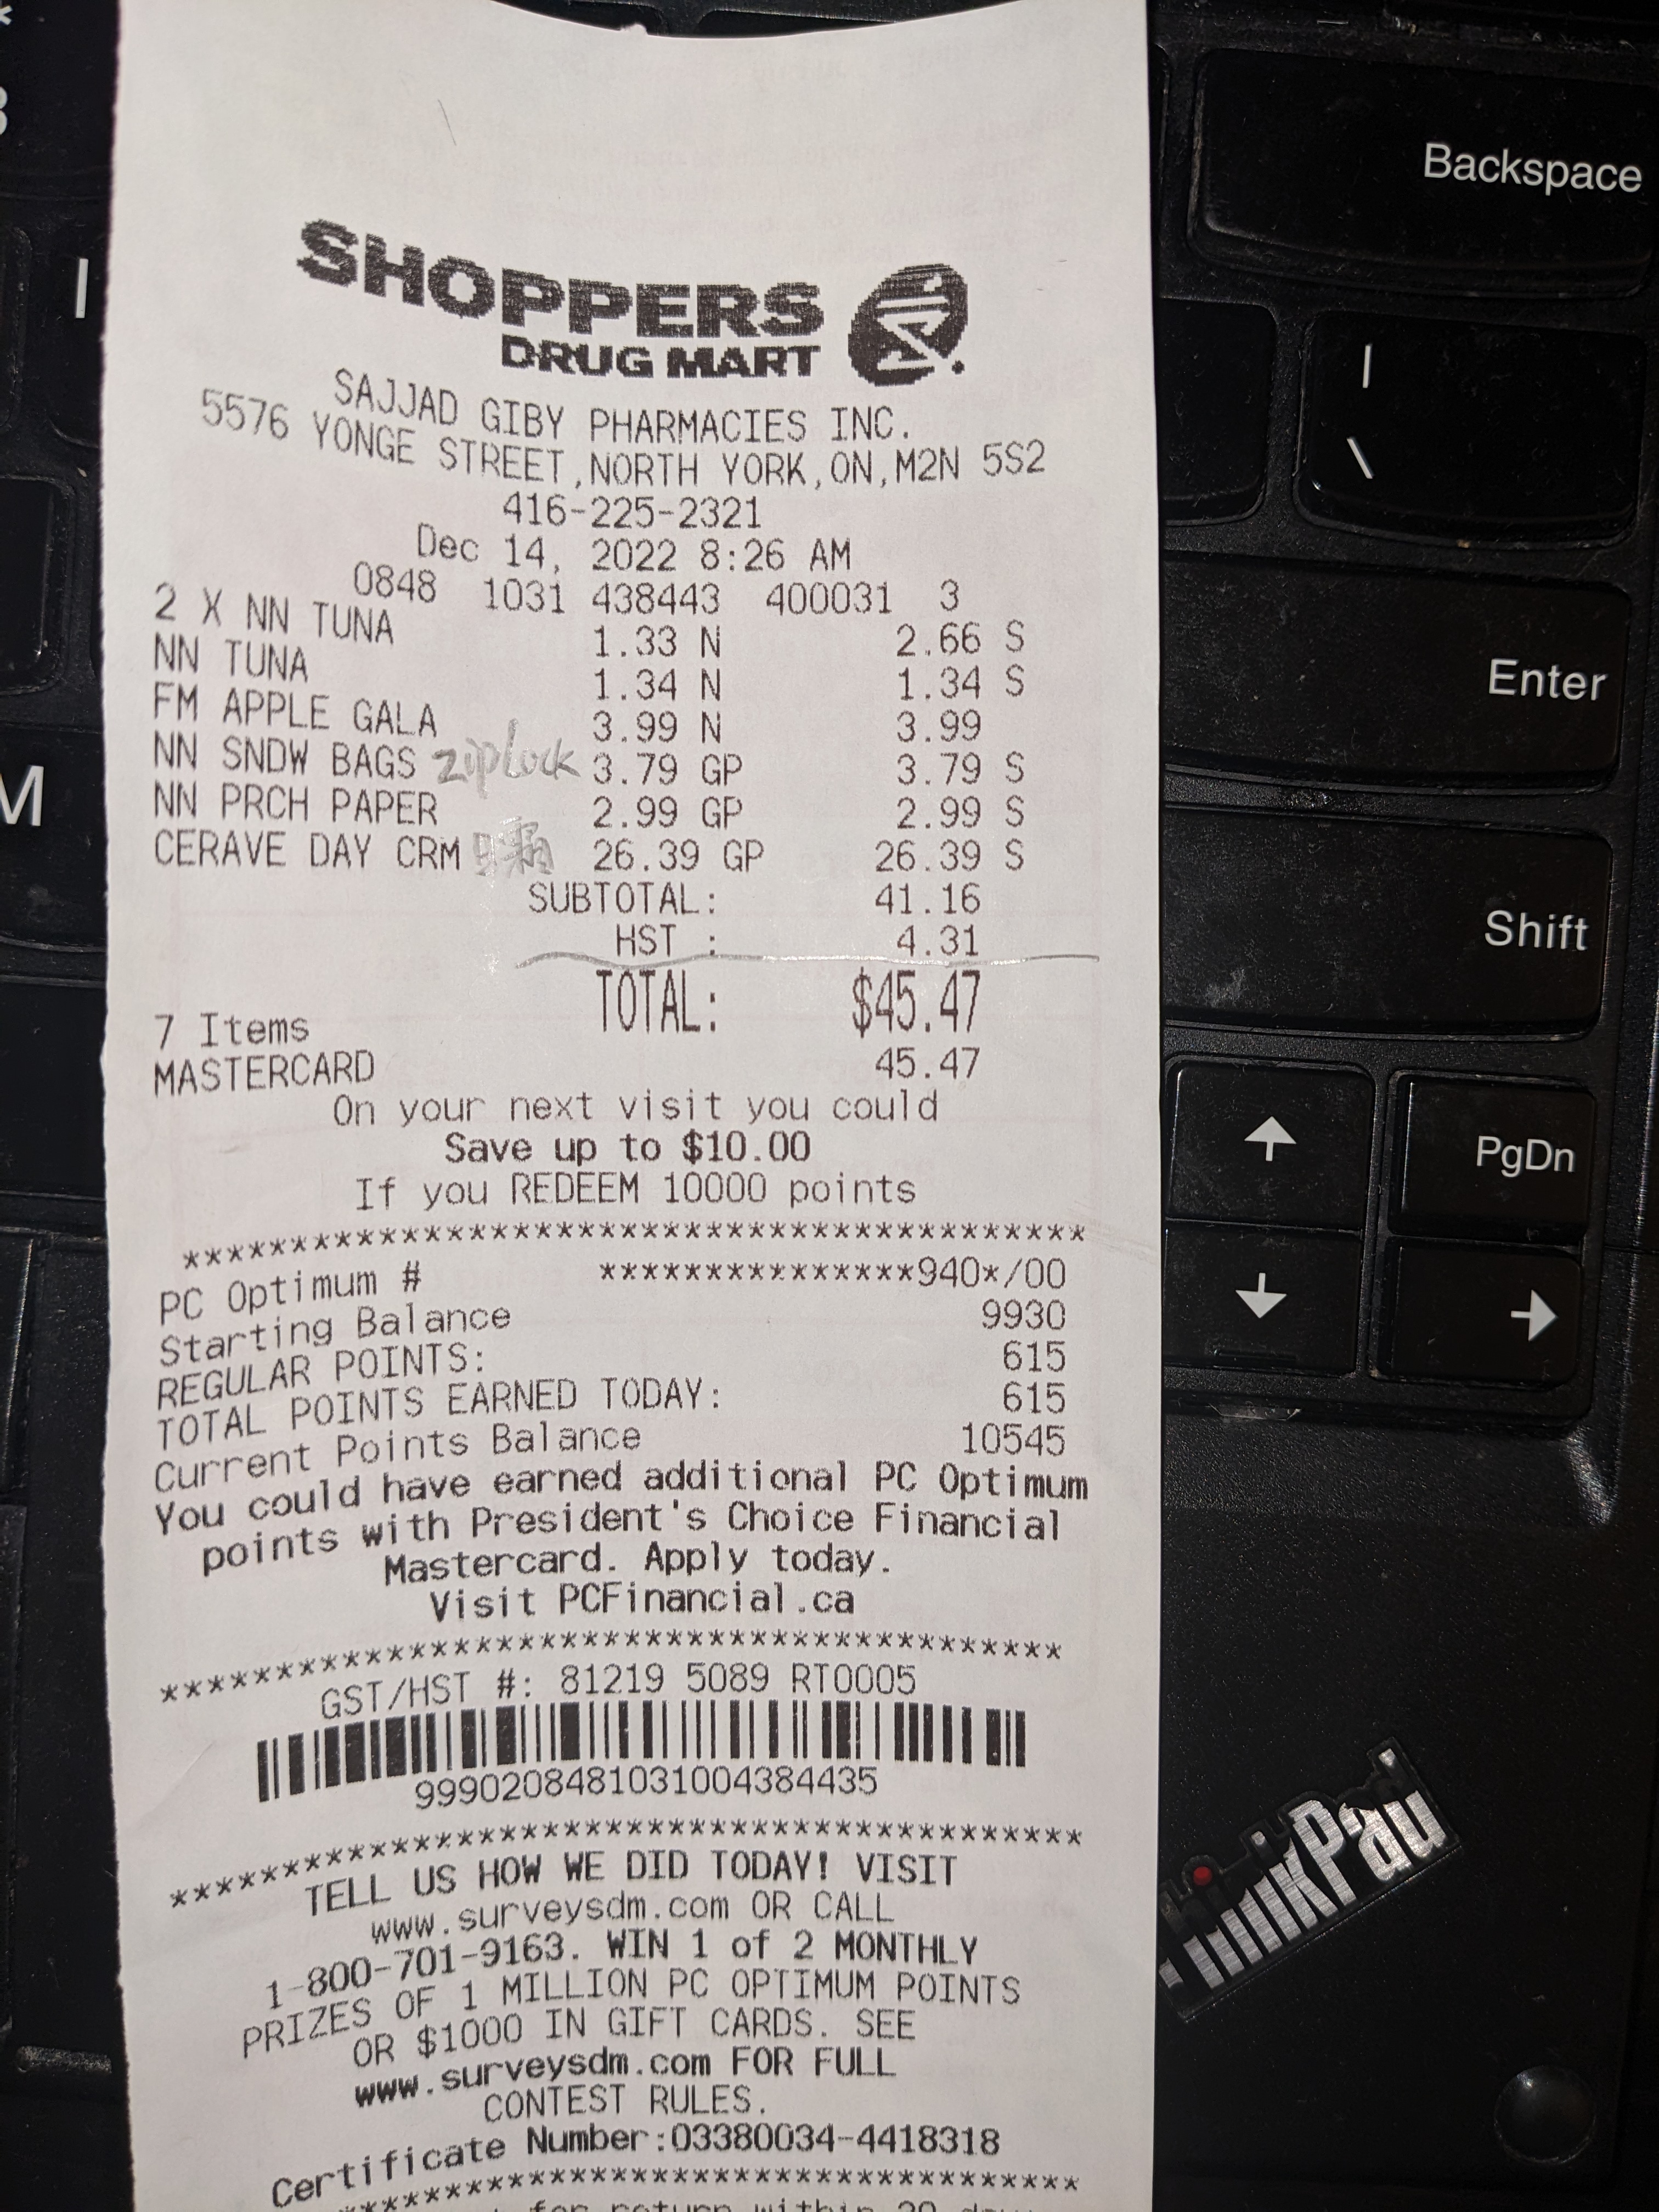 SHOPPERS
DRUG MART
SAJJAD GIBY PHARMACIES INC.
5576 YONGE STREET,NORTH YORK,ON,M2N 5S2
416-225-2321
Dec 14, 2022 8:26 AM
0848 1031 438443 400031 3
2 X NN TUNA 1.33 N 2.66 S
NN TUNA 1.34 N 1.34 S
FM APPLE GALA 3.99 N 3.99
NN SNDW BAGS ziplock 3.79 GP 3.79 S
NN PRCH PAPER 2.99 GP 2.99 S
CERAVE DAY CRM 26.39 GP 26.39 S
SUBTOTAL: 41.16
HST : 4.31
TOTAL: $45.47
7 Items
MASTERCARD 45.47
On your next visit you could
Save up to $10.00
If you REDEEM 10000 points
***************************************
PC Optimum # ***************940*/00
Starting Balance 9930
REGULAR POINTS: 615
TOTAL POINTS EARNED TODAY: 615
Current Points Balance 10545
You could have earned additional PC Optimum
points with President's Choice Financial
Mastercard. Apply today.
Visit PCFinancial.ca
***************************************
GST/HST #: 81219 5089 RT0005
99902084810310043844​35
***************************************
TELL US HOW WE DID TODAY! VISIT
www.surveysdm.com OR CALL
1-800-701-9163. WIN 1 of 2 MONTHLY
PRIZES OF 1 MILLION PC OPTIMUM POINTS
OR $1000 IN GIFT CARDS. SEE
www.surveysdm.com FOR FULL
CONTEST RULES.
Certificate Number:03380034-4418318
***************************************
for return within 30
Backspace
|
\
Enter
Shift
PgDn
M
ThinkPad